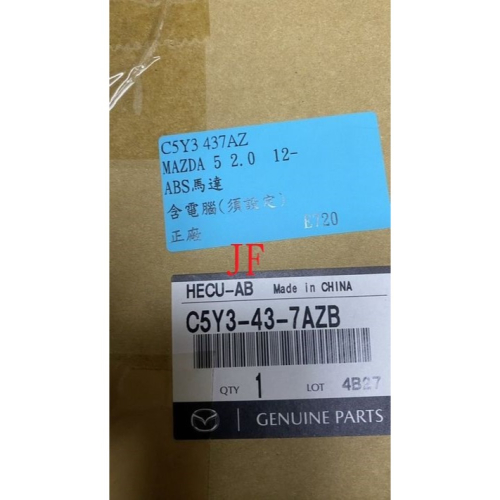 C5Y3 437AZ
MAZDA 5 2.0 12-
ABS馬達
含電腦(須設定)
正廠 E720
JF
HECU-AB Made in CHINA
C5Y3-43-7AZB
QTY 1 LOT 4B27
GENUINE PARTS